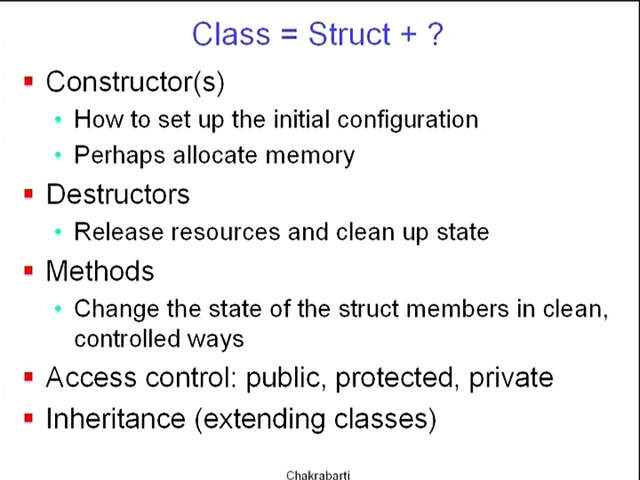 Class = Struct + ?
Constructor(s)
How to set up the initial configuration
Perhaps allocate memory
Destructors
Release resources and clean up state
Methods
Change the state of the struct members in clean,
controlled ways
Access control: public, protected, private
Inheritance (extending classes)
Chakrabarti